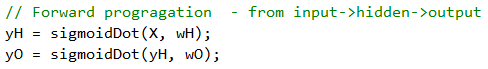 // Forward progragation  - from input->hidden->output
yH = sigmoidDot(X, wH);
yO = sigmoidDot(yH, wO);